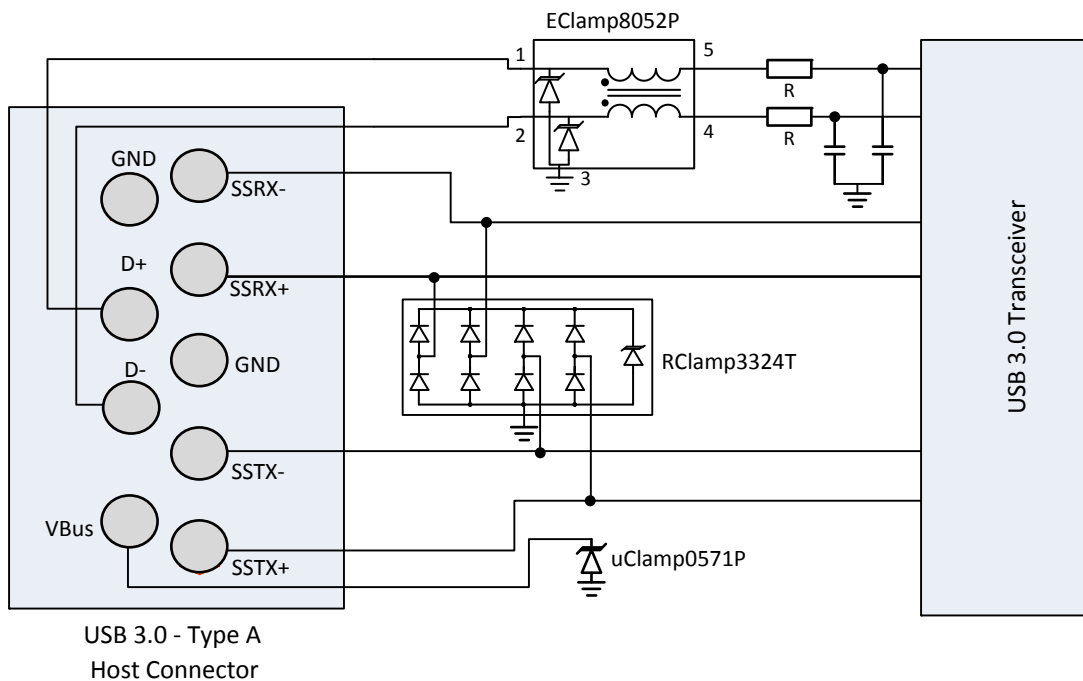 EClamp8052P
1
5
R
2
4
R
3
GND
SSRX-
D+
SSRX+
GND
D-
RClamp3324T
USB 3.0 Transceiver
SSTX-
VBus
SSTX+
uClamp0571P
USB 3.0 - Type A
Host Connector